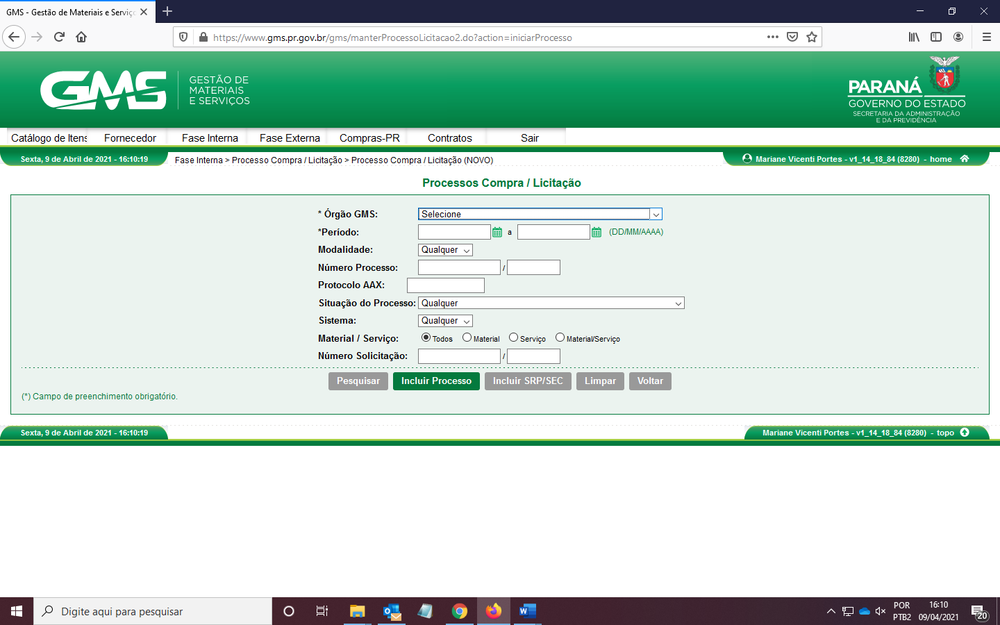 GMS - Gestão de Materiais e Serviç
https://www.gms.pr.gov.br/gms/manterProcessoLicitacao2.do?action=iniciarProcesso
GMS GESTÃO DE
MATERIAIS
E SERVIÇOS
PARANÁ
GOVERNO DO ESTADO
SECRETARIA DA ADMINISTRAÇÃO
E DA PREVIDÊNCIA
Catálogo de Itens Fornecedor Fase Interna Fase Externa Compras-PR Contratos Sair
Sexta, 9 de Abril de 2021 - 16:10:19 Fase Interna > Processo Compra / Licitação > Processo Compra / Licitação (NOVO) Mariane Vicenti Portes - v1_14_18_84 (8280) - home
Processos Compra / Licitação
* Órgão GMS: Selecione
*Período: a (DD/MM/AAAA)
Modalidade: Qualquer
Número Processo: /
Protocolo AAX:
Situação do Processo: Qualquer
Sistema: Qualquer
Material / Serviço: Todos Material Serviço Material/Serviço
Número Solicitação: /
Pesquisar Incluir Processo Incluir SRP/SEC Limpar Voltar
(*) Campo de preenchimento obrigatório.
Sexta, 9 de Abril de 2021 - 16:10:19 Mariane Vicenti Portes - v1_14_18_84 (8280) - topo
Digite aqui para pesquisar
POR
PTB2
16:10
09/04/2021
20